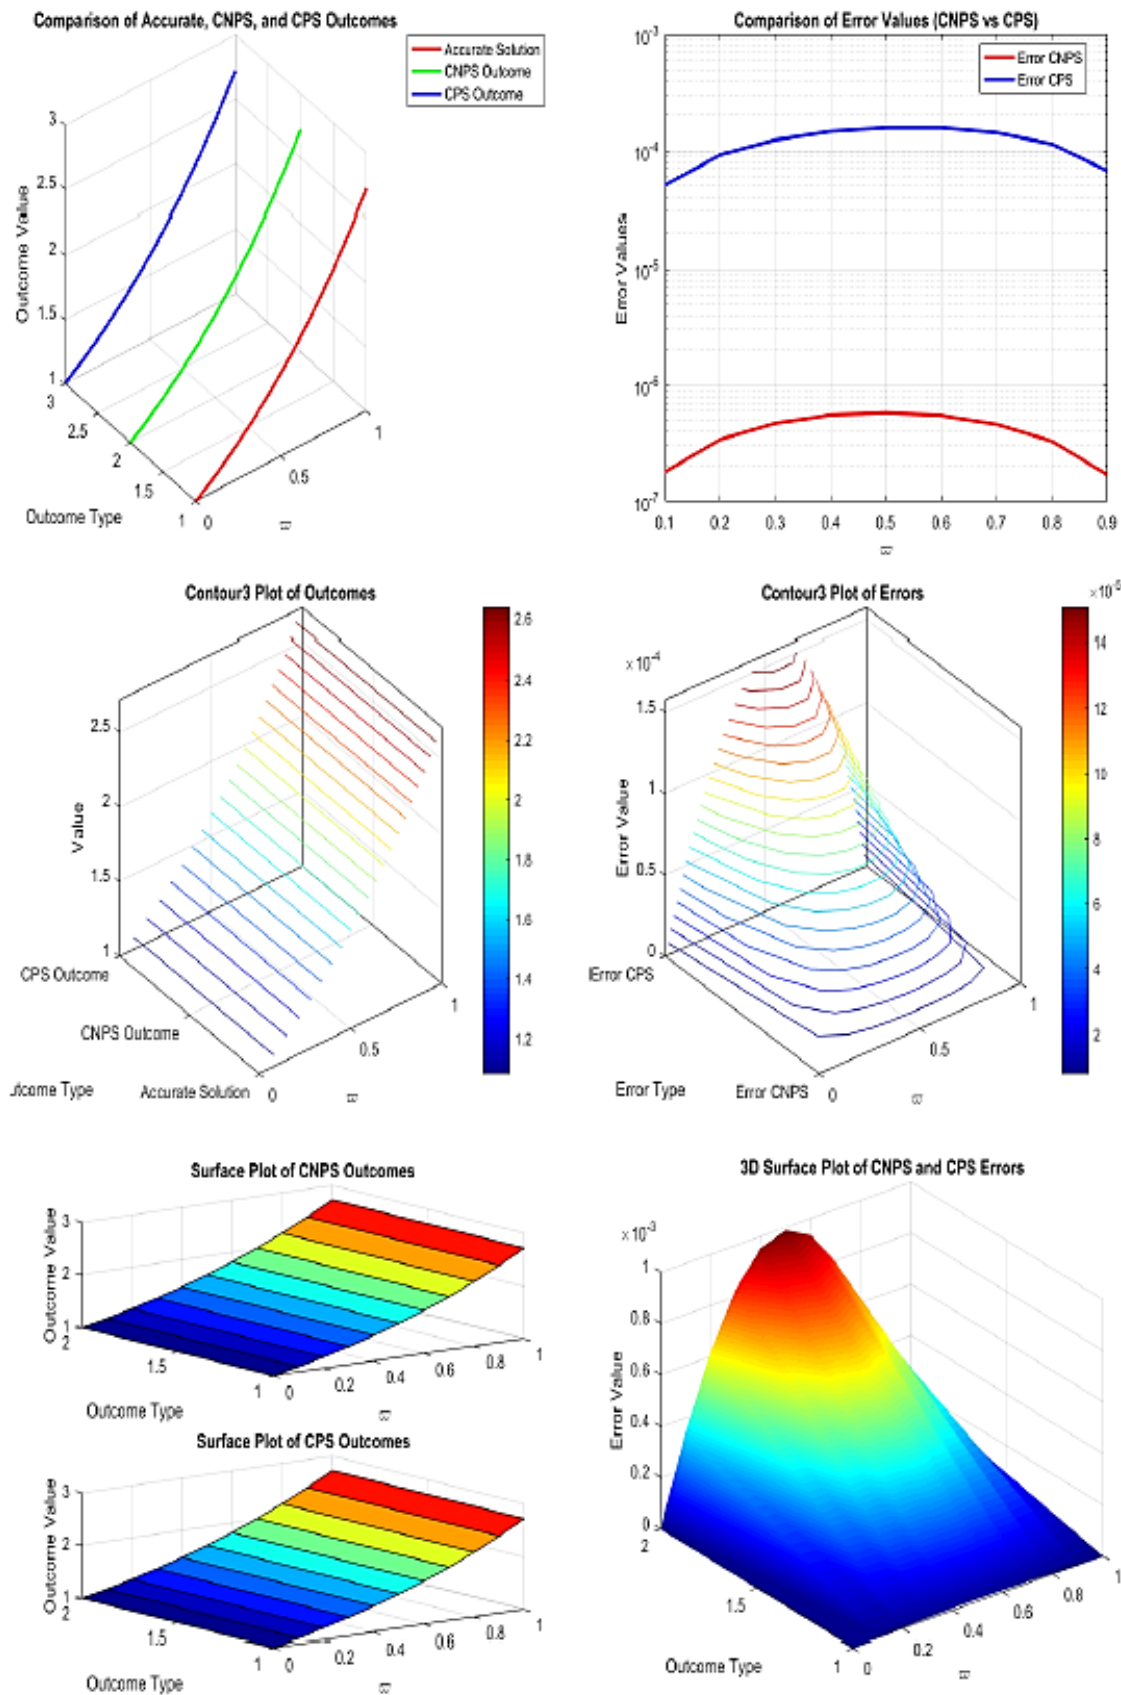 Comparison of Accurate, CNPS, and CPS Outcomes
Accurate Solution
CNPS Outcome
CPS Outcome
3
2.5
2
1.5
1
Outcome Value
3
2.5
2
1.5
1
Outcome Type
0
0.5
1
ϖ
Comparison of Error Values (CNPS vs CPS)
Error CNPS
Error CPS
10^-3
10^-4
10^-5
10^-6
10^-7
Error Values
0.1 0.2 0.3 0.4 0.5 0.6 0.7 0.8 0.9
ϖ
Contour3 Plot of Outcomes
2.5
2
1.5
1
Value
CPS Outcome
CNPS Outcome
Accurate Solution
utcome Type
0
0.5
1
ϖ
2.6
2.4
2.2
2
1.8
1.6
1.4
1.2
Contour3 Plot of Errors
×10^-4
1.5
1
0.5
0
Error Value
Error CPS
Error CNPS
Error Type
0
0.5
1
ϖ
×10^-5
14
12
10
8
6
4
2
Surface Plot of CNPS Outcomes
3
2
1
Outcome Value
2
1.5
1
Outcome Type
0 0.2 0.4 0.6 0.8 1
ϖ
Surface Plot of CPS Outcomes
3
2
1
Outcome Value
2
1.5
1
Outcome Type
0 0.2 0.4 0.6 0.8 1
ϖ
3D Surface Plot of CNPS and CPS Errors
×10^-3
1
0.8
0.6
0.4
0.2
0
Error Value
2
1.5
1
Outcome Type
0 0.2 0.4 0.6 0.8 1
ϖ